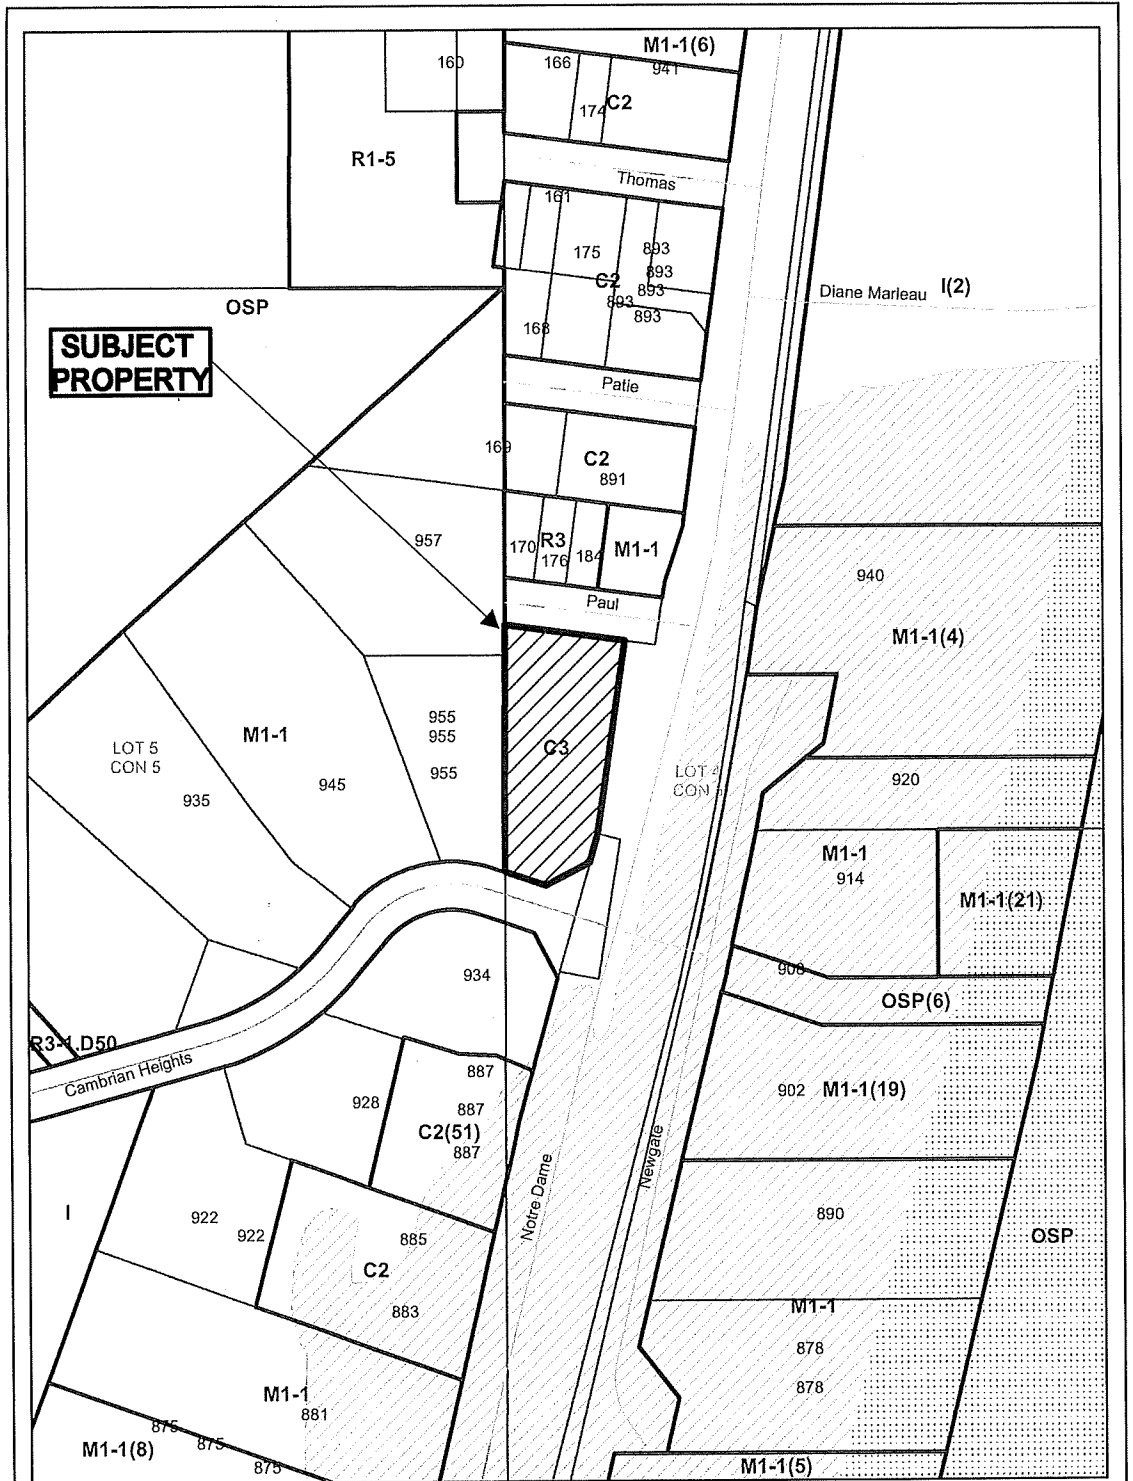 M1-1(6)
160
166
941
174
C2
R1-5
Thomas
161
175
893
893
C2
893
893
893
168
Diane Marleau
I(2)
OSP
SUBJECT
PROPERTY
Patie
169
C2
891
957
170
R3
176
184
M1-1
Paul
940
M1-1(4)
955
955
955
C3
M1-1
LOT 5
CON 5
945
935
LOT 4
CON
920
M1-1
914
M1-1(21)
934
908
OSP(6)
R3-1.D50
Cambrian Heights
887
887
C2(51)
887
928
902
M1-1(19)
Notre Dame
Newgate
I
922
922
885
C2
883
890
OSP
M1-1
878
878
M1-1
881
875
875
875
M1-1(8)
M1-1(5)